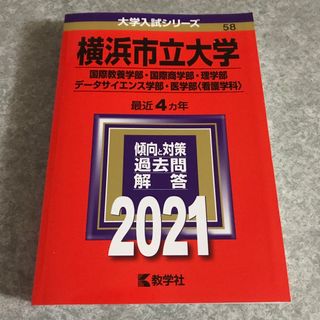 大学入試シリーズ
58
横浜市立大学
国際教養学部・国際商学部・理学部
データサイエンス学部・医学部〈看護学科〉
最近4カ年
傾向と対策
過去問
解答
2021
教学社